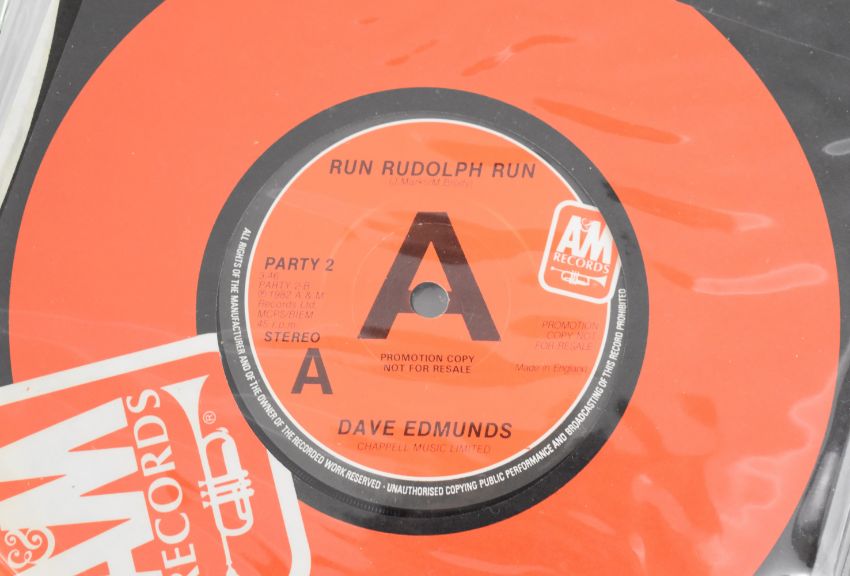 RUN RUDOLPH RUN
(J.Marks/M.Brodie)
A
A&M
RECORDS
PARTY 2
3:46
PARTY 2-B
℗ 1982 A & M
Records Ltd.
MCPS/BIEM
45 r.p.m.
STEREO
A
PROMOTION COPY
NOT FOR RESALE
PROMOTION
COPY NOT
FOR RESALE
Made in England
DAVE EDMUNDS
CHAPPELL MUSIC LIMITED
ALL RIGHTS OF THE MANUFACTURER AND OF THE OWNER OF THE RECORDED WORK RESERVED - UNAUTHORISED COPYING PUBLIC PERFORMANCE AND BROADCASTING OF THIS RECORD PROHIBITED
&M
RECORDS
®